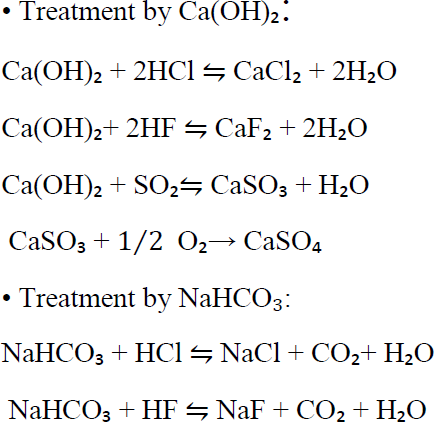 • Treatment by Ca(OH)₂:
Ca(OH)₂ + 2HCl ⇋ CaCl₂ + 2H₂O
Ca(OH)₂+ 2HF ⇋ CaF₂ + 2H₂O
Ca(OH)₂ + SO₂⇋ CaSO₃ + H₂O
CaSO₃ + 1/2 O₂→ CaSO₄
• Treatment by NaHCO₃:
NaHCO₃ + HCl ⇋ NaCl + CO₂+ H₂O
NaHCO₃ + HF ⇋ NaF + CO₂ + H₂O